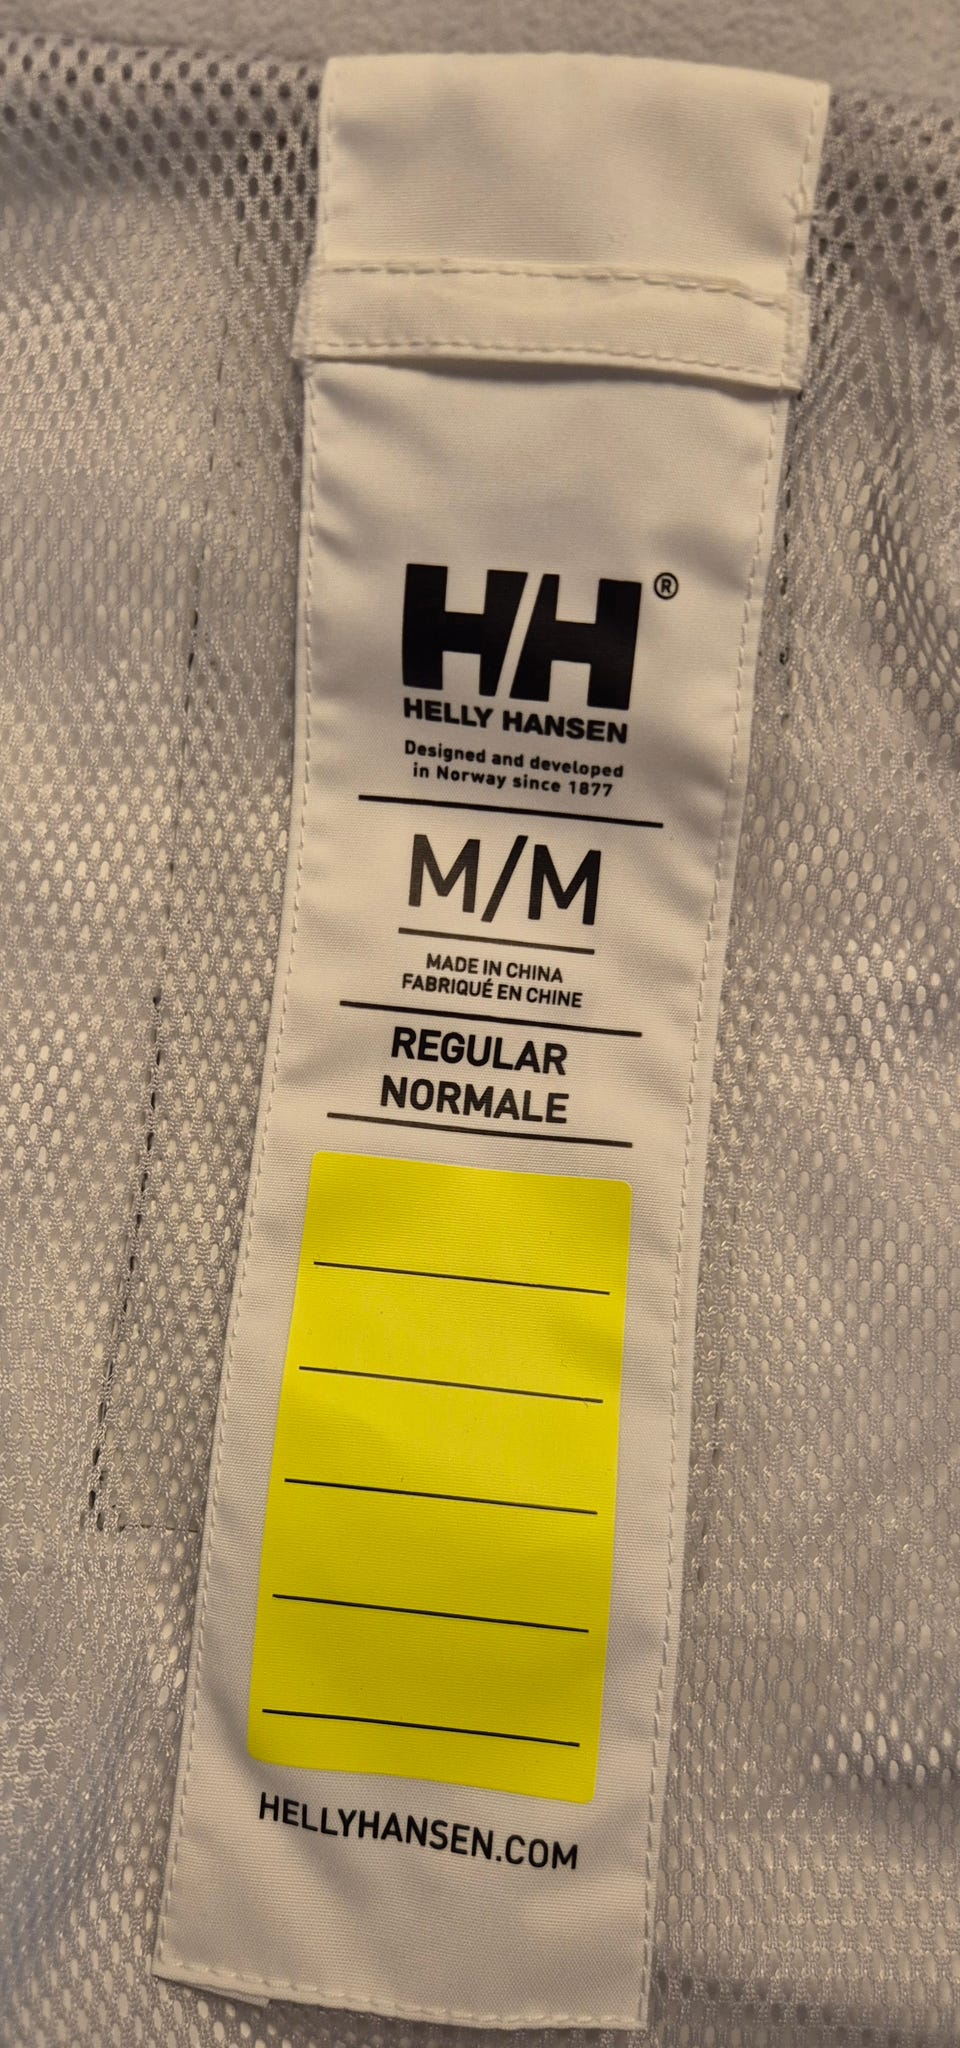 HH®
HELLY HANSEN
Designed and developed
in Norway since 1877
M/M
MADE IN CHINA
FABRIQUÉ EN CHINE
REGULAR
NORMALE
HELLYHANSEN.COM